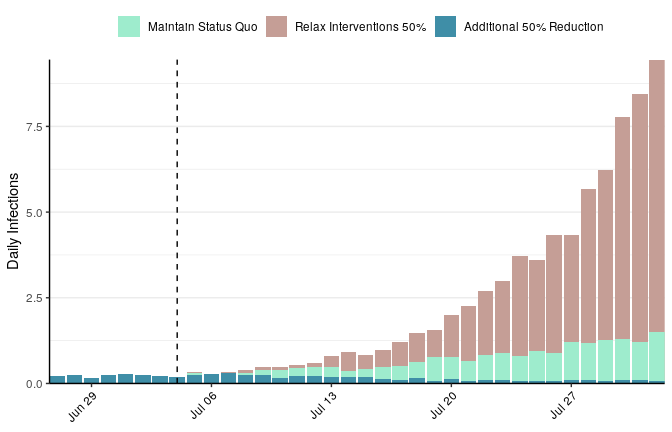 Maintain Status Quo Relax Interventions 50% Additional 50% Reduction
Daily Infections
7.5
5.0
2.5
0.0
Jun 29 Jul 06 Jul 13 Jul 20 Jul 27